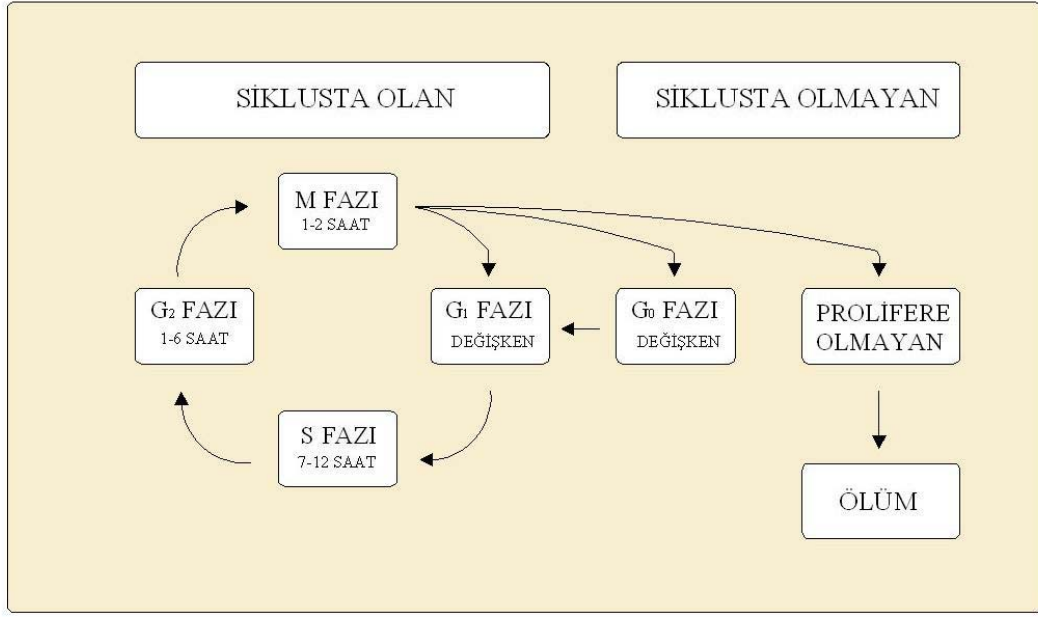 SİKLUSTA OLAN
SİKLUSTA OLMAYAN
M FAZI
1-2 SAAT
G₂ FAZI
1-6 SAAT
G₁ FAZI
DEĞİŞKEN
G₀ FAZI
DEĞİŞKEN
PROLİFERE
OLMAYAN
S FAZI
7-12 SAAT
ÖLÜM